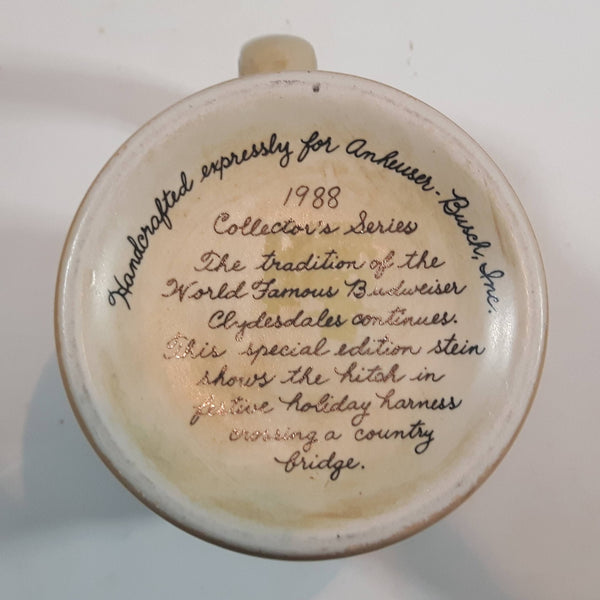 Handcrafted expressly for Anheuser-Busch, Inc.
1988
Collector's Series
The tradition of the
World Famous Budweiser
Clydesdales continues.
This special edition stein
shows the hitch in
festive holiday harness
crossing a country
bridge.